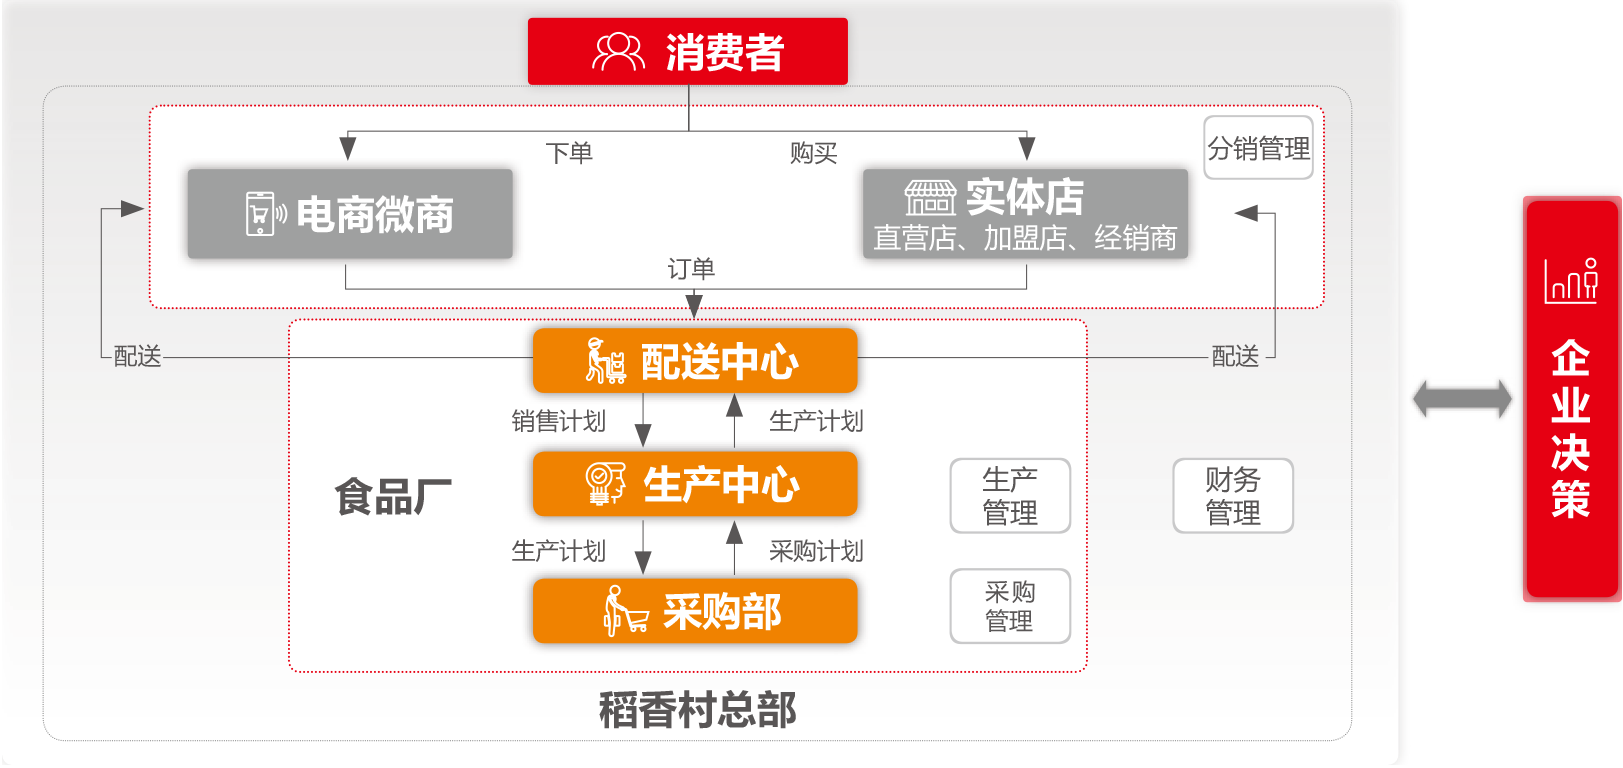 消费者
下单
购买
分销管理
电商微商
实体店
直营店、加盟店、经销商
订单
配送
配送中心
配送
销售计划
生产计划
食品厂
生产中心
生产
管理
财务
管理
生产计划
采购计划
采购部
采购
管理
稻香村总部
企
业
决
策